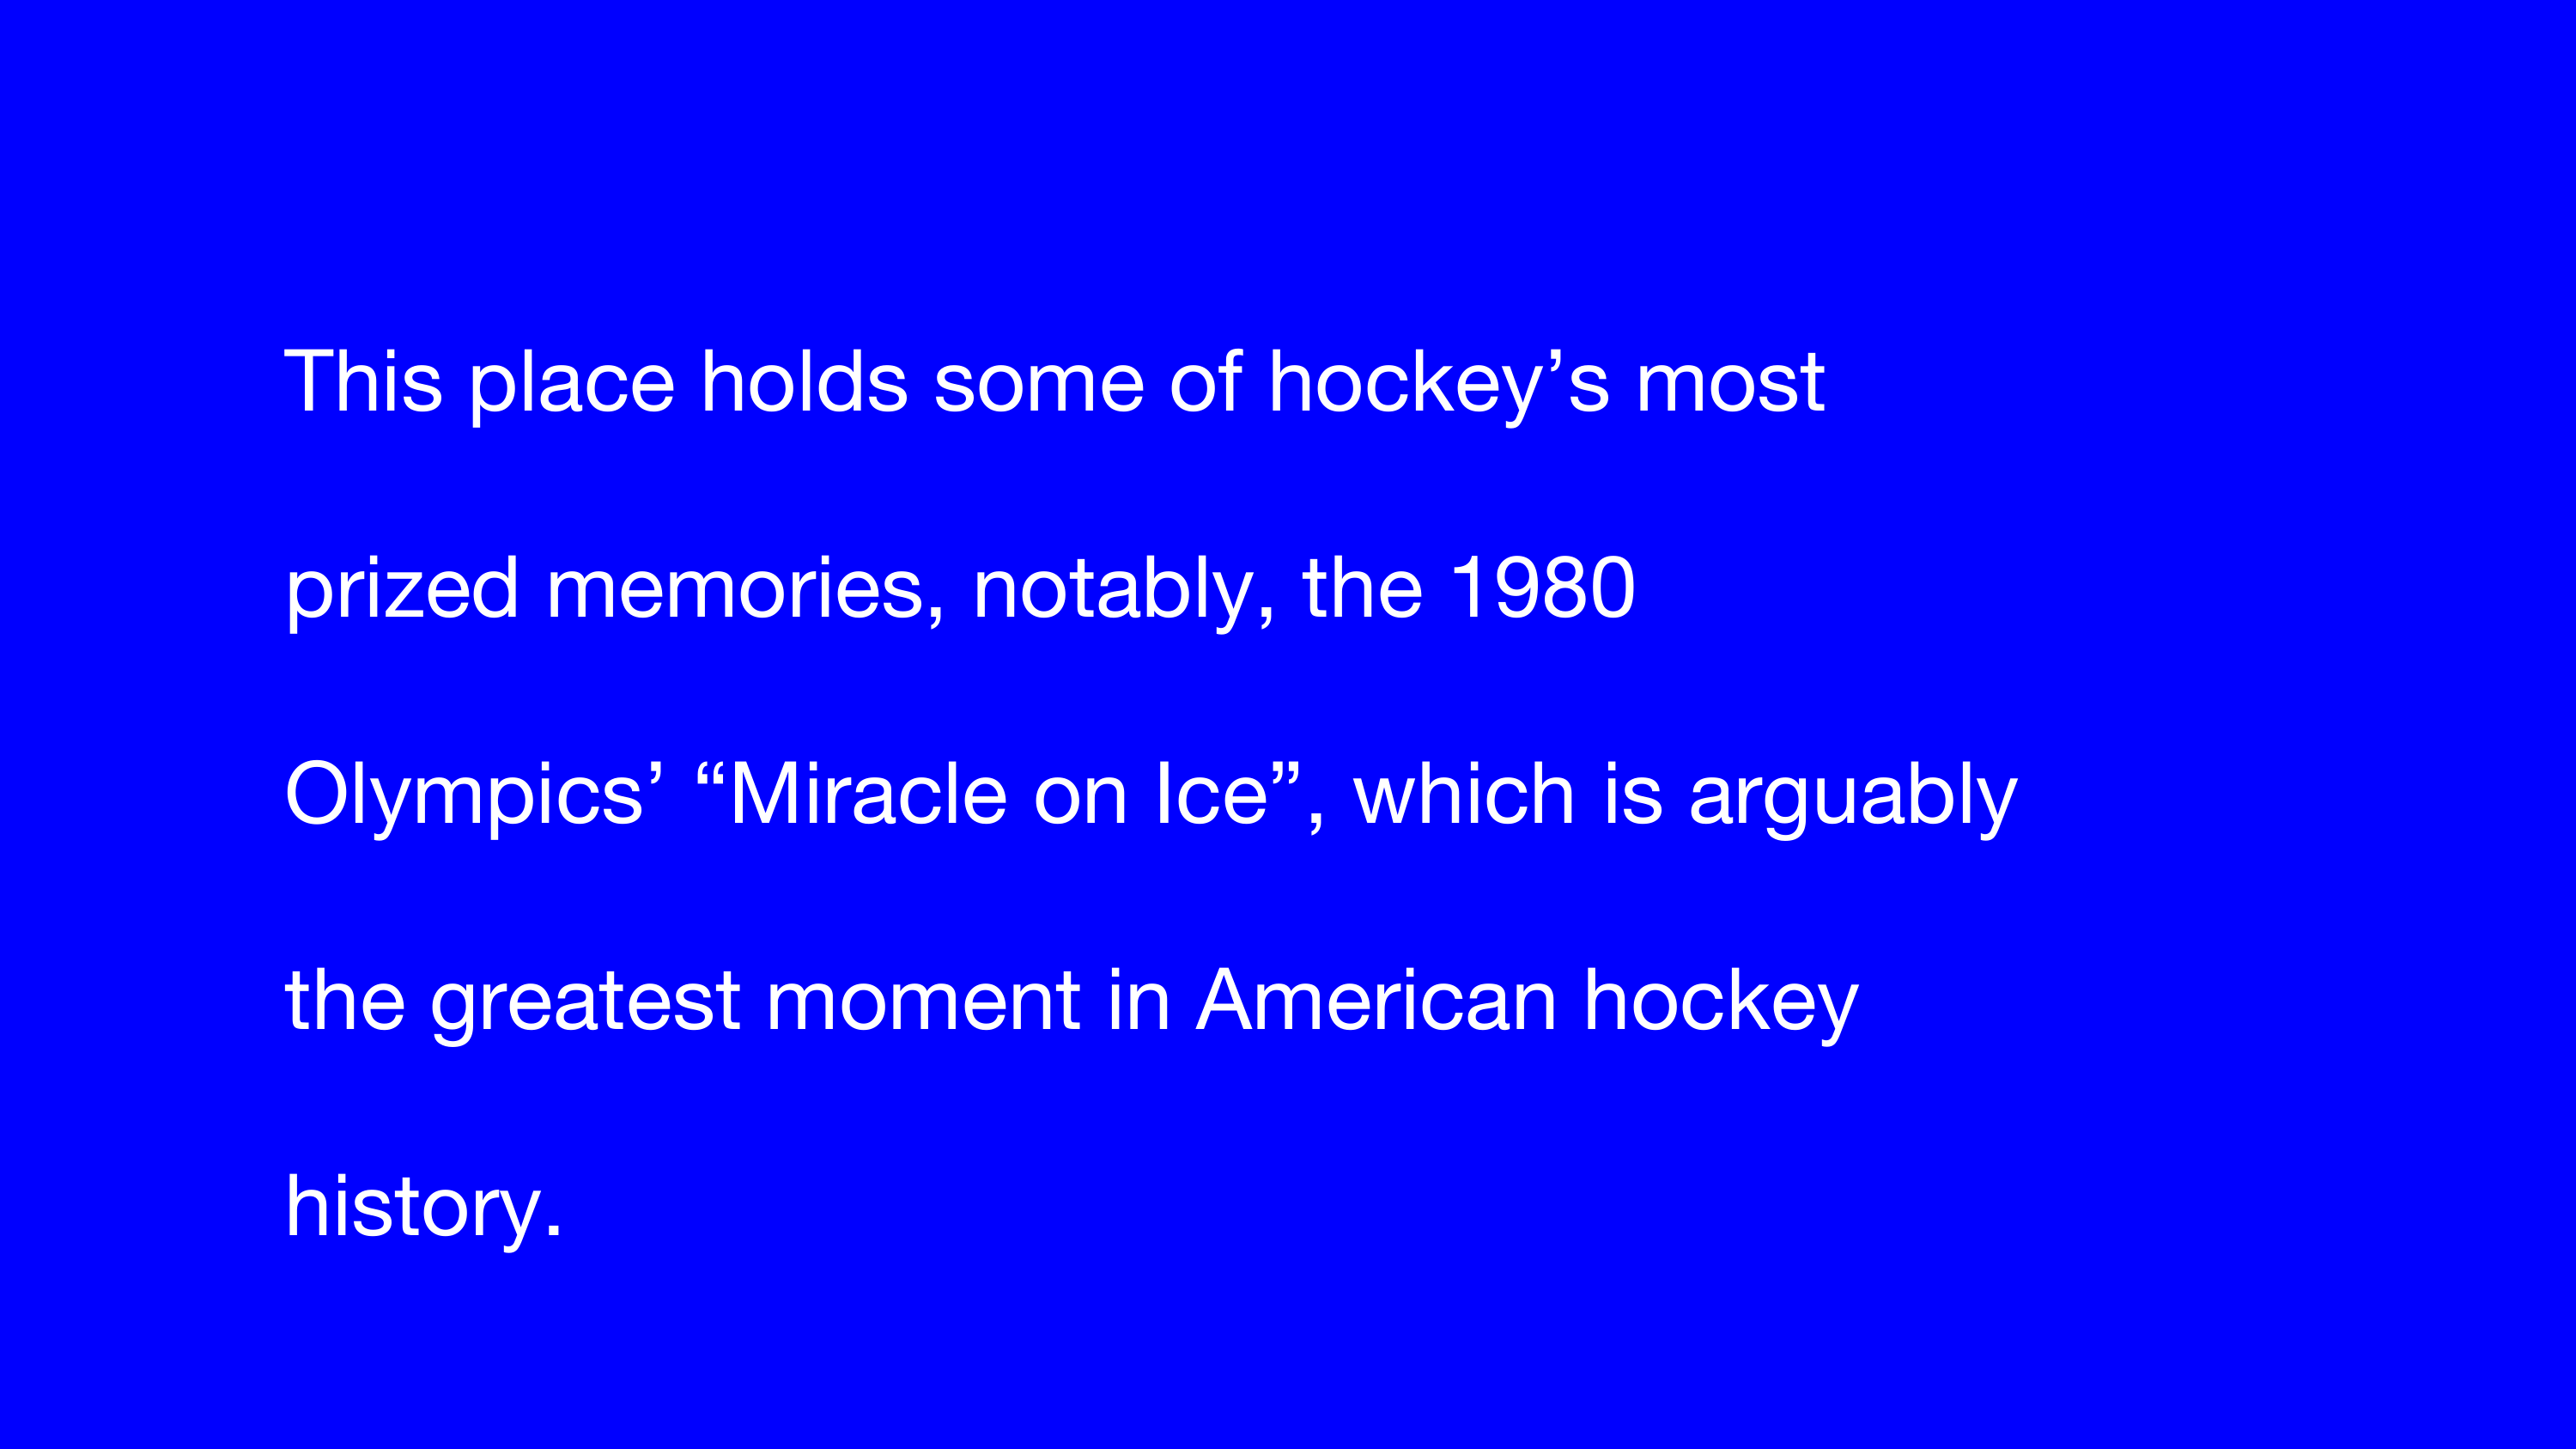 This place holds some of hockey’s most
prized memories, notably, the 1980
Olympics’ “Miracle on Ice”, which is arguably
the greatest moment in American hockey
history.